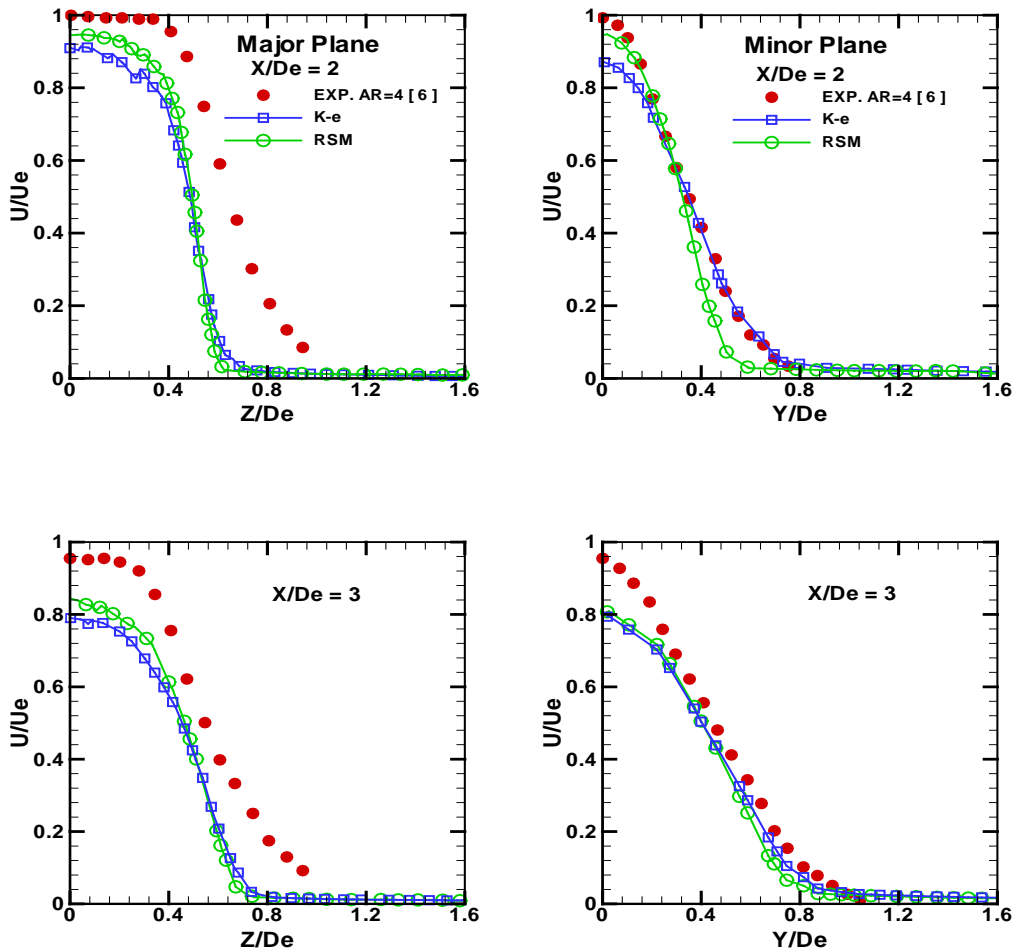 Major Plane
X/De = 2
EXP. AR=4 [ 6 ]
K-e
RSM
U/Ue
1
0.8
0.6
0.4
0.2
0
0 0.4 0.8 1.2 1.6
Z/De
Minor Plane
X/De = 2
EXP. AR=4 [ 6 ]
K-e
RSM
U/Ue
1
0.8
0.6
0.4
0.2
0
0 0.4 0.8 1.2 1.6
Y/De
X/De = 3
U/Ue
1
0.8
0.6
0.4
0.2
0
0 0.4 0.8 1.2 1.6
Z/De
X/De = 3
U/Ue
1
0.8
0.6
0.4
0.2
0
0 0.4 0.8 1.2 1.6
Y/De